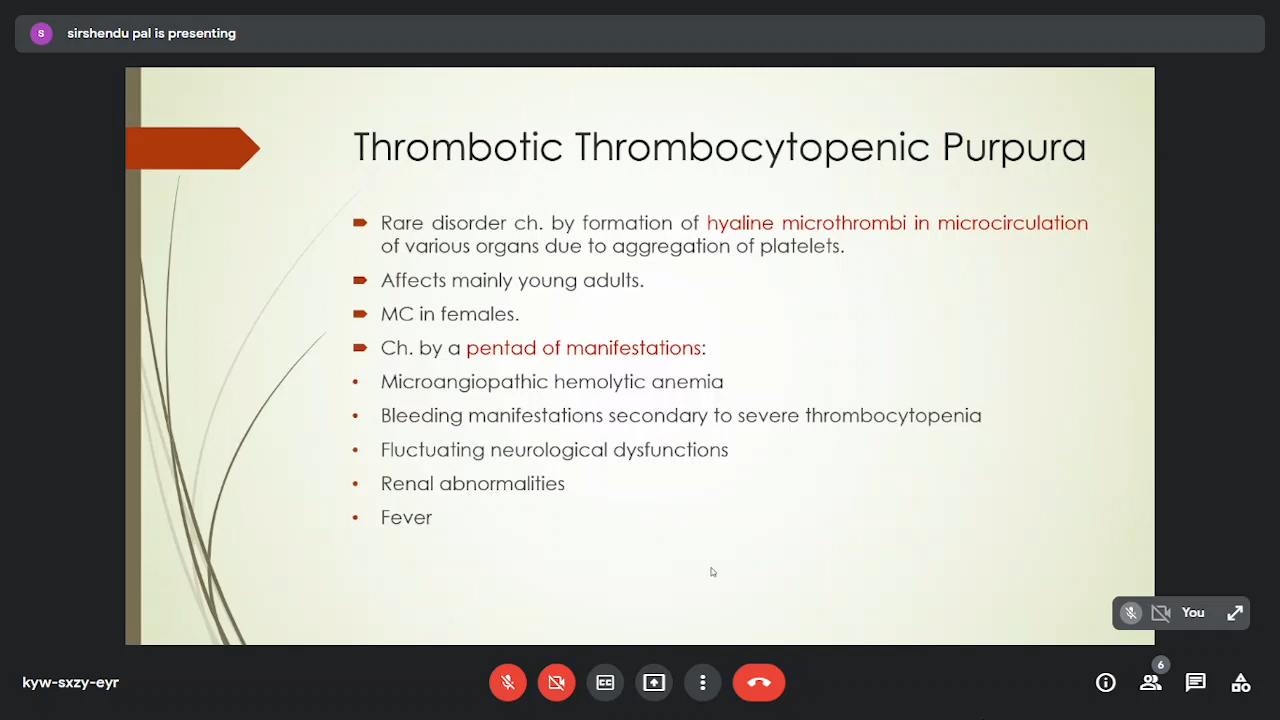 S
sirshendu pal is presenting
Thrombotic Thrombocytopenic Purpura
Rare disorder ch. by formation of hyaline microthrombi in microcirculation
of various organs due to aggregation of platelets.
Affects mainly young adults.
MC in females.
Ch. by a pentad of manifestations:
• Microangiopathic hemolytic anemia
• Bleeding manifestations secondary to severe thrombocytopenia
• Fluctuating neurological dysfunctions
• Renal abnormalities
• Fever
You
6
kyw-sxzy-eyr
CC